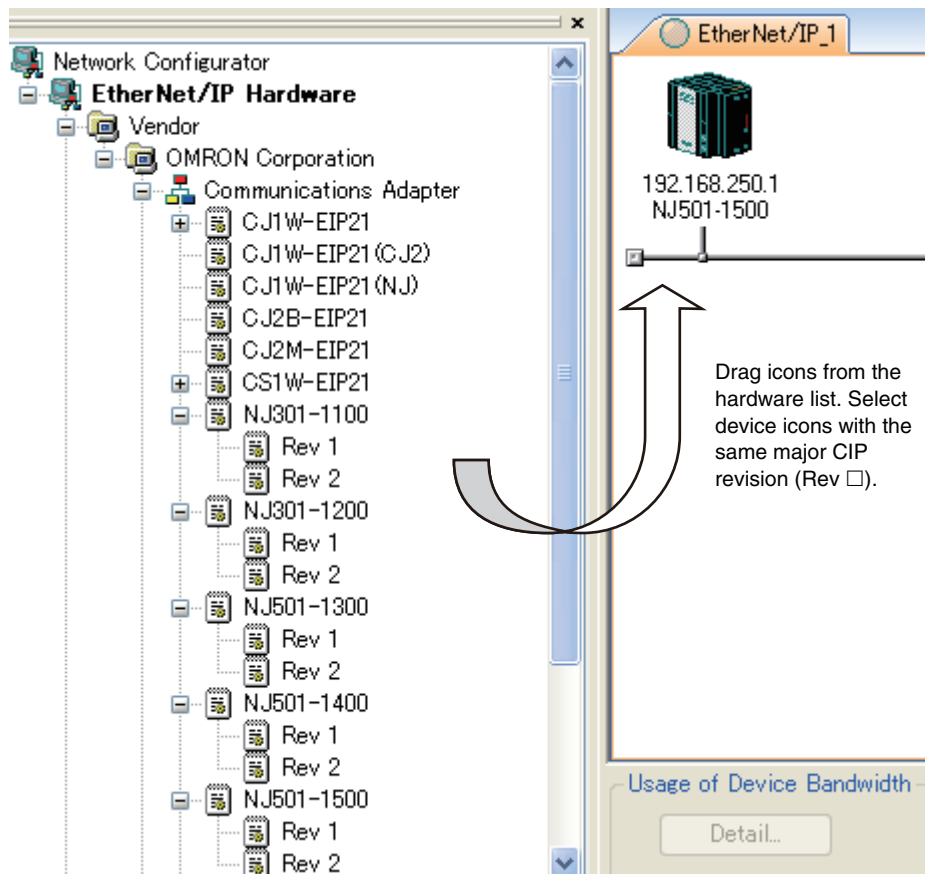 Network Configurator
EtherNet/IP Hardware
Vendor
OMRON Corporation
Communications Adapter
CJ1W-EIP21
CJ1W-EIP21(CJ2)
CJ1W-EIP21(NJ)
CJ2B-EIP21
CJ2M-EIP21
CS1W-EIP21
NJ301-1100
Rev 1
Rev 2
NJ301-1200
Rev 1
Rev 2
NJ501-1300
Rev 1
Rev 2
NJ501-1400
Rev 1
Rev 2
NJ501-1500
Rev 1
Rev 2
EtherNet/IP_1
192.168.250.1
NJ501-1500
Drag icons from the
hardware list. Select
device icons with the
same major CIP
revision (Rev □).
Usage of Device Bandwidth
Detail...